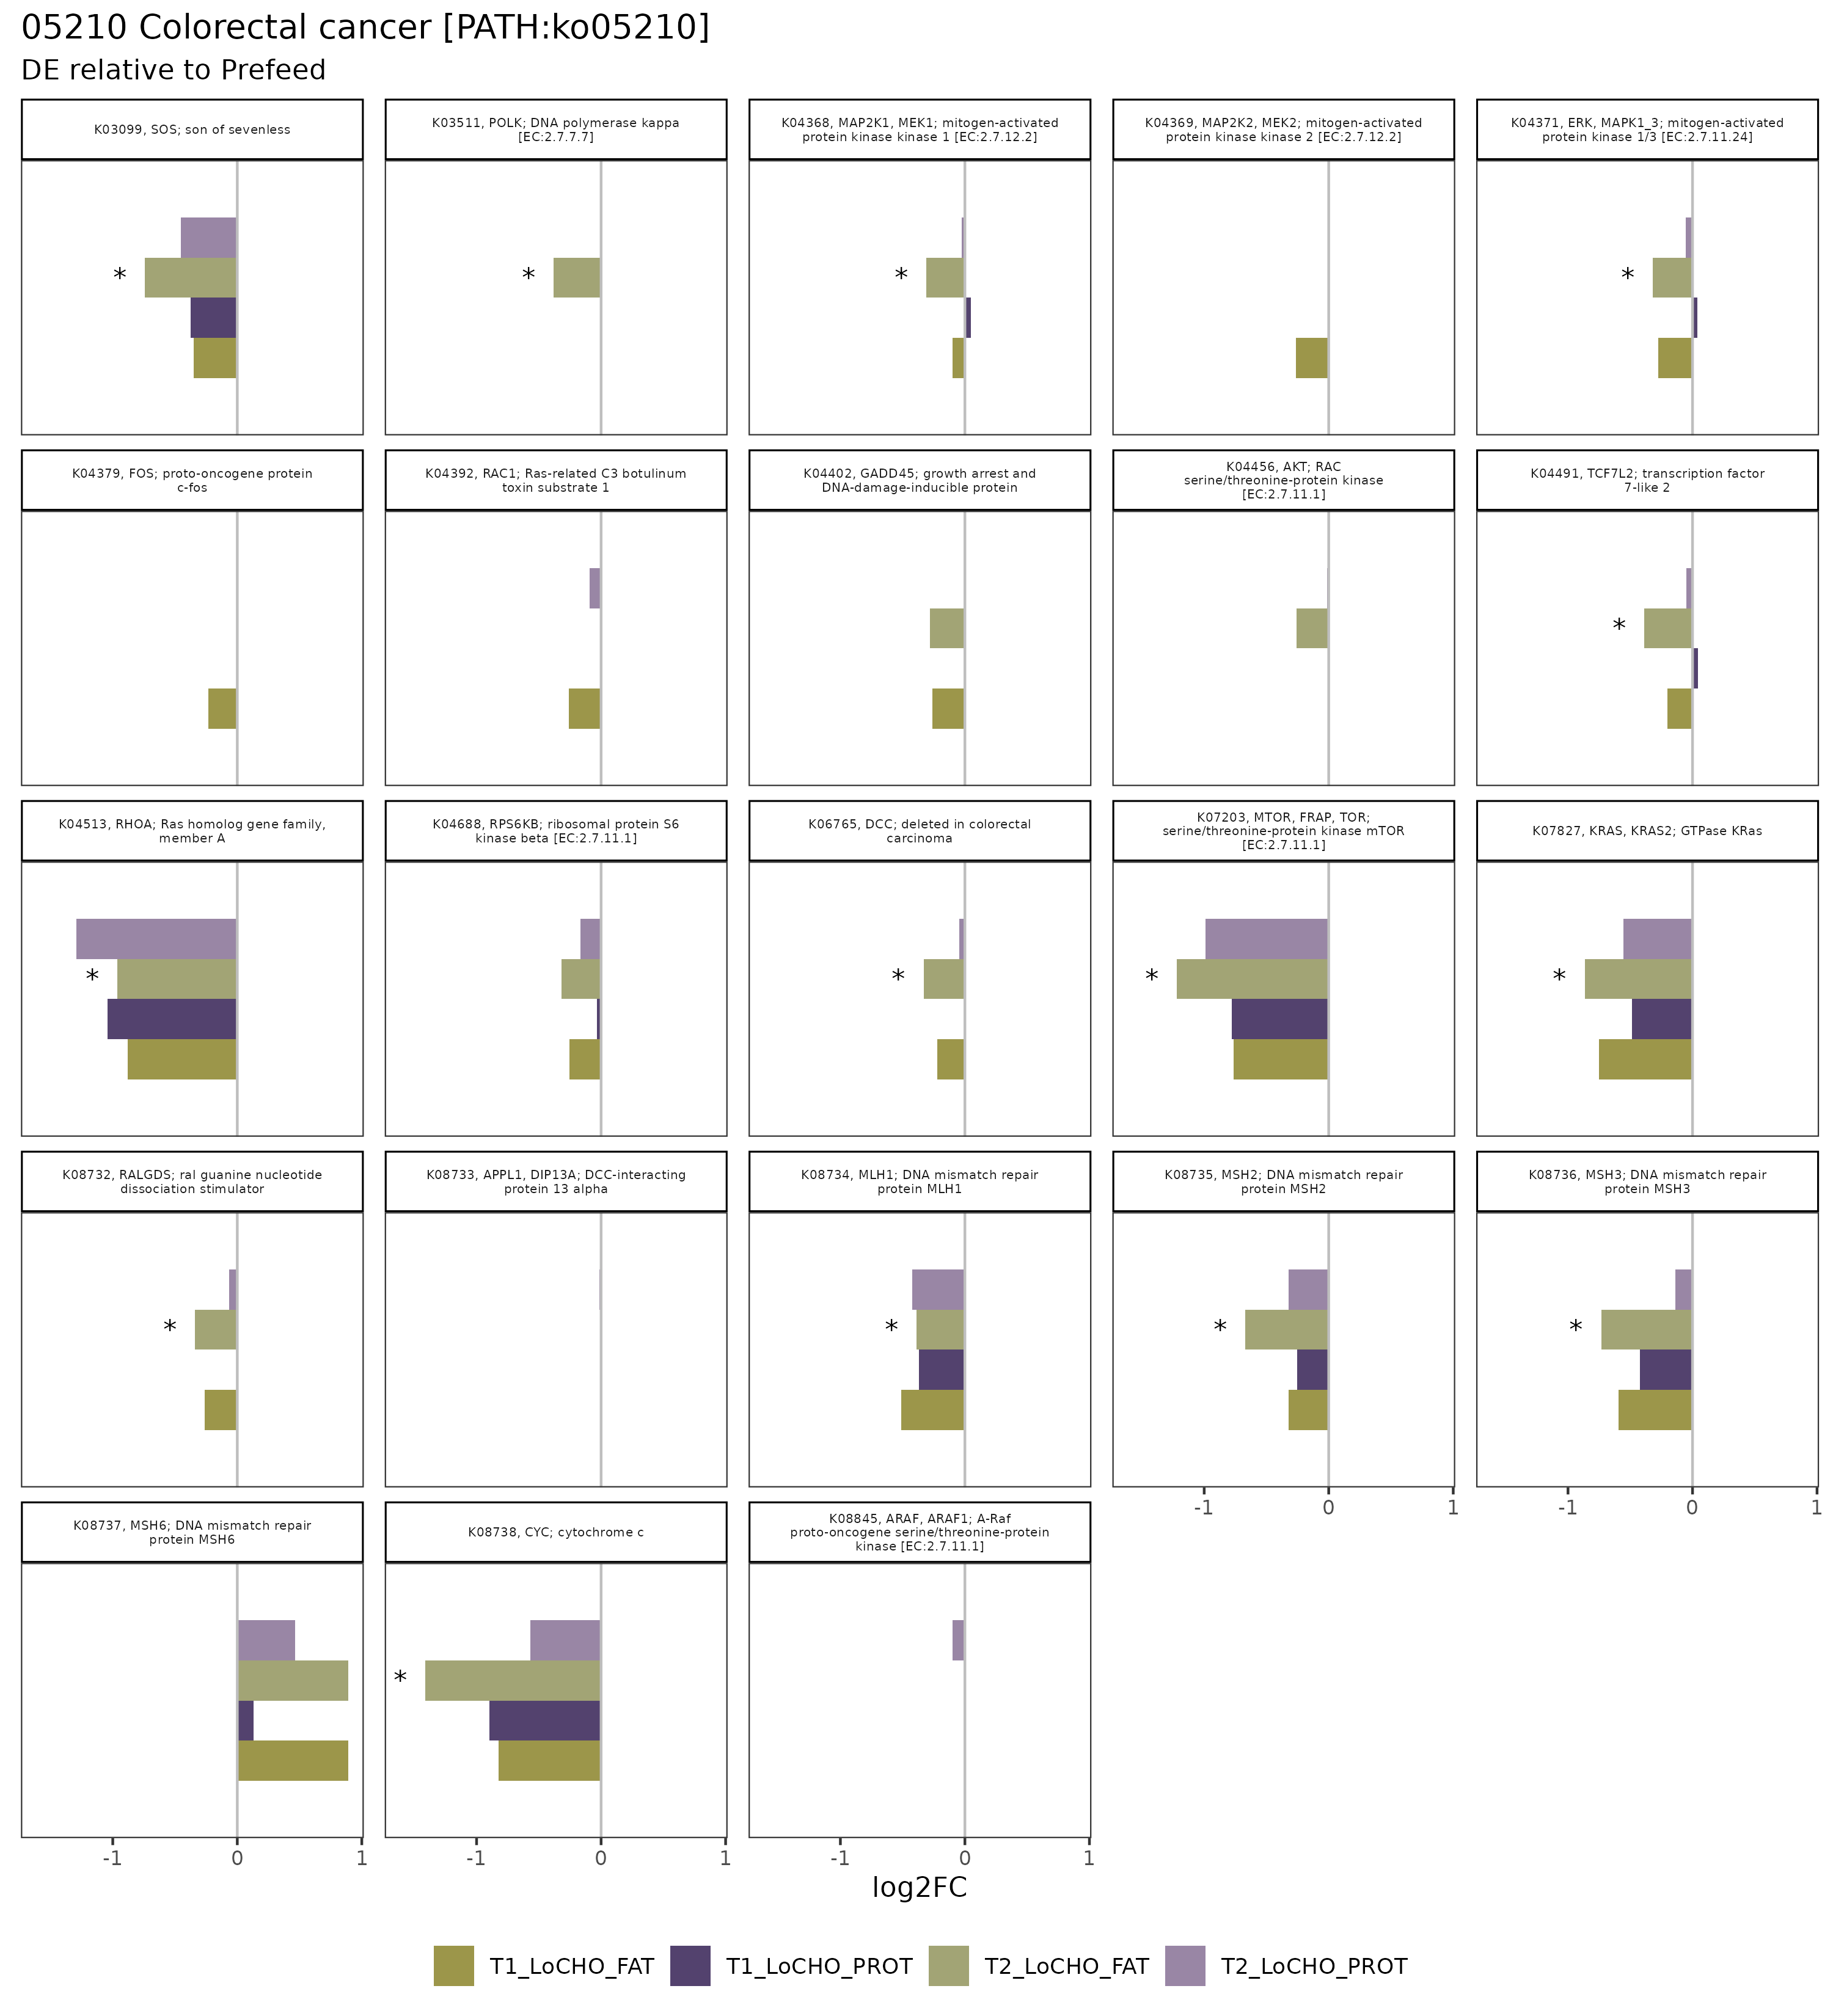 05210 Colorectal cancer [PATH:ko05210]
DE relative to Prefeed
K03099, SOS; son of sevenless
K03511, POLK; DNA polymerase kappa
[EC:2.7.7.7]
K04368, MAP2K1, MEK1; mitogen-activated
protein kinase kinase 1 [EC:2.7.12.2]
K04369, MAP2K2, MEK2; mitogen-activated
protein kinase kinase 2 [EC:2.7.12.2]
K04371, ERK, MAPK1_3; mitogen-activated
protein kinase 1/3 [EC:2.7.11.24]
*
*
*
*
K04379, FOS; proto-oncogene protein
c-fos
K04392, RAC1; Ras-related C3 botulinum
toxin substrate 1
K04402, GADD45; growth arrest and
DNA-damage-inducible protein
K04456, AKT; RAC
serine/threonine-protein kinase
[EC:2.7.11.1]
K04491, TCF7L2; transcription factor
7-like 2
*
K04513, RHOA; Ras homolog gene family,
member A
K04688, RPS6KB; ribosomal protein S6
kinase beta [EC:2.7.11.1]
K06765, DCC; deleted in colorectal
carcinoma
K07203, MTOR, FRAP, TOR;
serine/threonine-protein kinase mTOR
[EC:2.7.11.1]
K07827, KRAS, KRAS2; GTPase KRas
*
*
*
*
K08732, RALGDS; ral guanine nucleotide
dissociation stimulator
K08733, APPL1, DIP13A; DCC-interacting
protein 13 alpha
K08734, MLH1; DNA mismatch repair
protein MLH1
K08735, MSH2; DNA mismatch repair
protein MSH2
K08736, MSH3; DNA mismatch repair
protein MSH3
*
*
*
*
-1 0 1
-1 0 1
K08737, MSH6; DNA mismatch repair
protein MSH6
K08738, CYC; cytochrome c
K08845, ARAF, ARAF1; A-Raf
proto-oncogene serine/threonine-protein
kinase [EC:2.7.11.1]
*
-1 0 1
-1 0 1
-1 0 1
log2FC
T1_LoCHO_FAT
T1_LoCHO_PROT
T2_LoCHO_FAT
T2_LoCHO_PROT